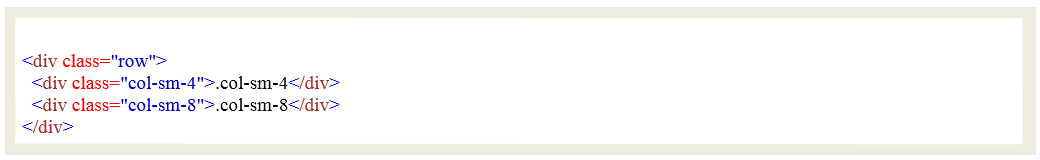 <div class="row">
  <div class="col-sm-4">.col-sm-4</div>
  <div class="col-sm-8">.col-sm-8</div>
</div>